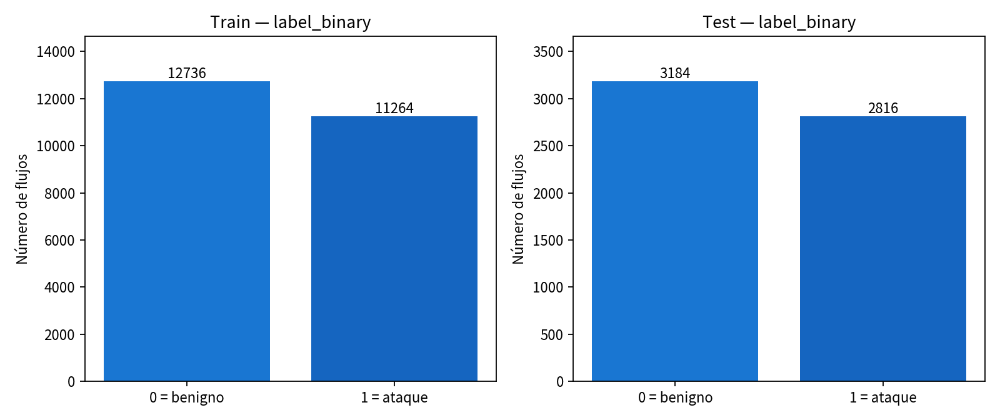 Train — label_binary
Número de flujos
14000
12000
10000
8000
6000
4000
2000
0
12736
11264
0 = benigno
1 = ataque
Test — label_binary
Número de flujos
3500
3000
2500
2000
1500
1000
500
0
3184
2816
0 = benigno
1 = ataque